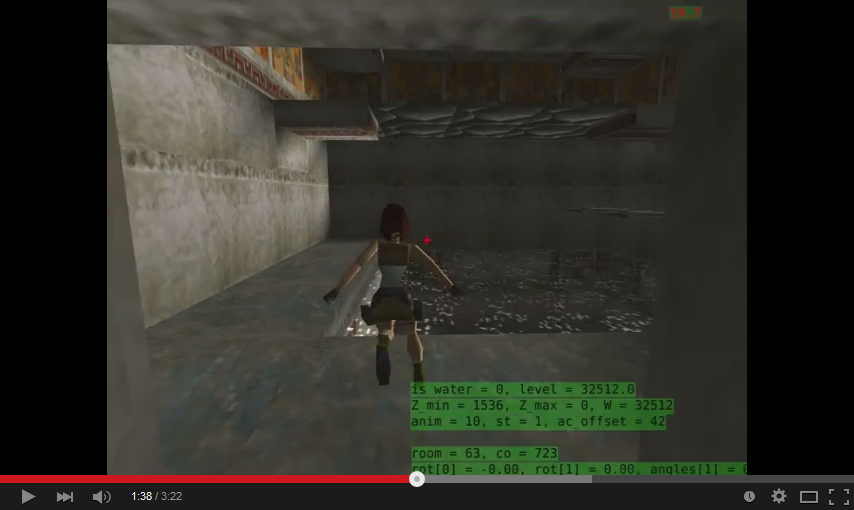 is water = 0, level = 32512.0
Z_min = 1536, Z_max = 0, W = 32512
anim = 10, st = 1, ac_offset = 42
room = 63, co = 723
rot[0] = -0.00, rot[1] = 0.00, angles[1] =
1:38 / 3:22